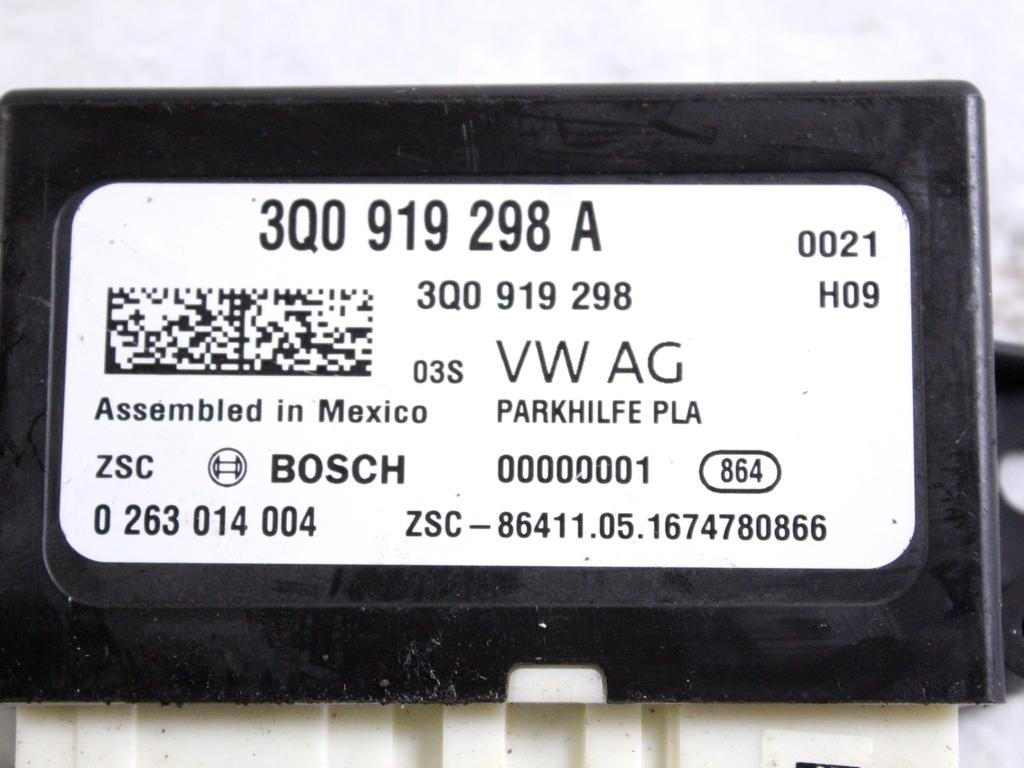 3Q0 919 298 A
0021
3Q0 919 298
H09
03S VW AG
Assembled in Mexico
PARKHILFE PLA
ZSC BOSCH
00000001
864
0 263 014 004
ZSC-86411.05.1674780866